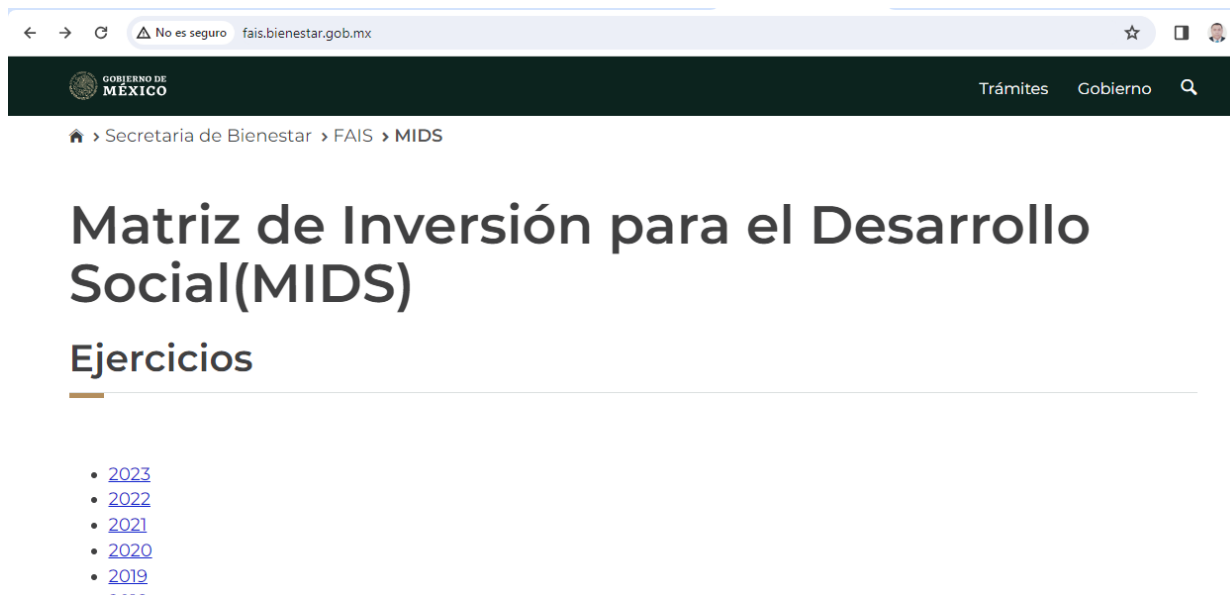 No es seguro fais.bienestar.gob.mx
GOBIERNO DE
MÉXICO
Trámites Gobierno
> Secretaria de Bienestar > FAIS > MIDS
Matriz de Inversión para el Desarrollo
Social(MIDS)
Ejercicios
• 2023
• 2022
• 2021
• 2020
• 2019